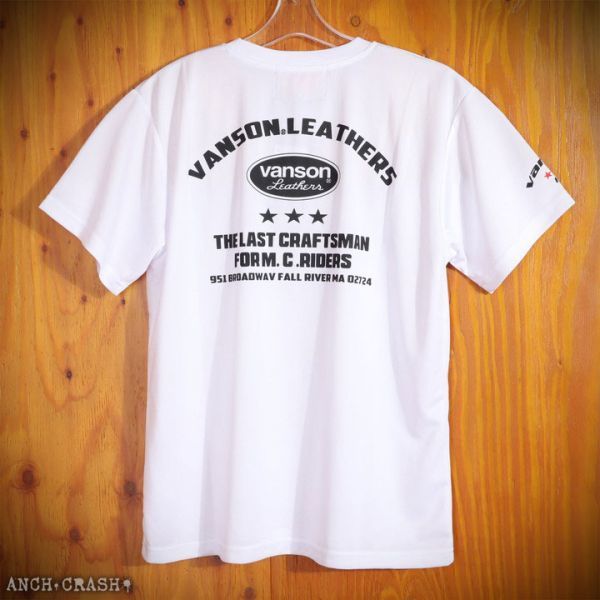 VANSON®LEATHERS
vanson®
Leathers
★★★
THE LAST CRAFTSMAN
FOR M. C .RIDERS
951 BROADWAV FALL RIVER MA 02724
ANCH CRASH